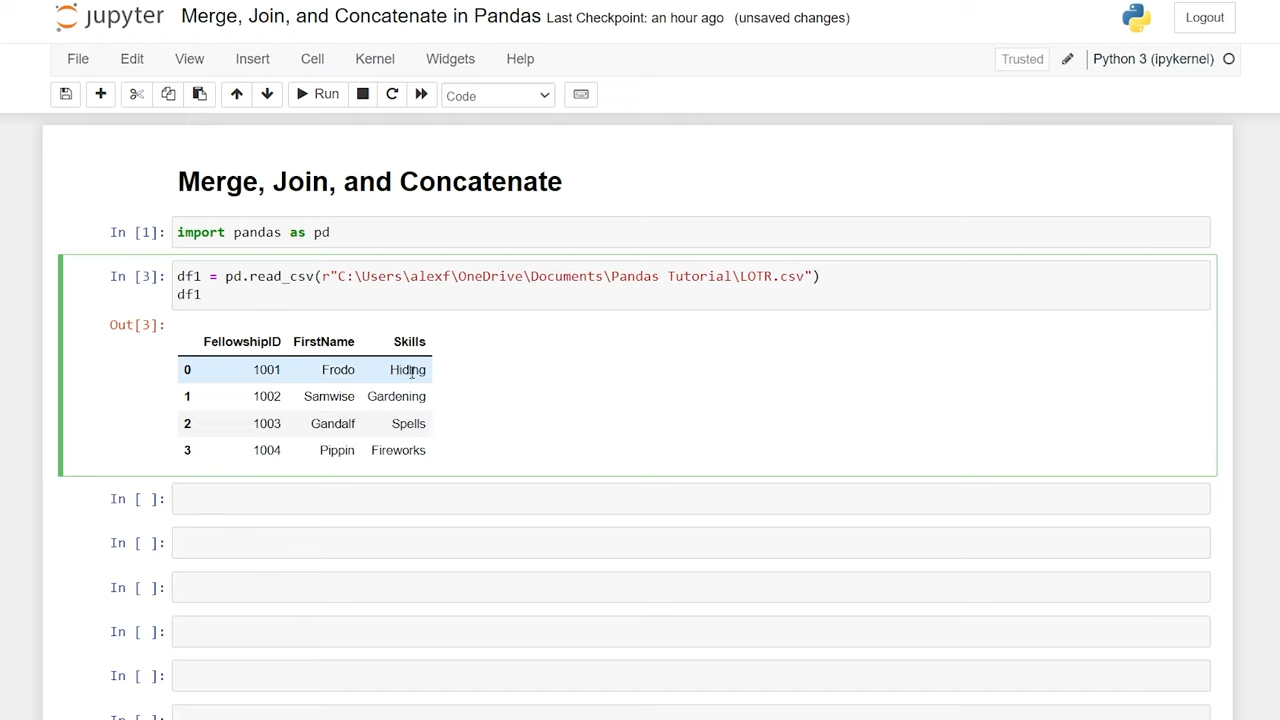 jupyter Merge, Join, and Concatenate in Pandas Last Checkpoint: an hour ago (unsaved changes) Logout
File Edit View Insert Cell Kernel Widgets Help Trusted Python 3 (ipykernel)
Run Code
Merge, Join, and Concatenate
In [1]: import pandas as pd
In [3]: df1 = pd.read_csv(r"C:\Users\alexf\OneDrive\Documents\Pandas Tutorial\LOTR.csv")
df1
Out[3]:
FellowshipID FirstName Skills
0 1001 Frodo Hiding
1 1002 Samwise Gardening
2 1003 Gandalf Spells
3 1004 Pippin Fireworks
In [ ]:
In [ ]:
In [ ]:
In [ ]:
In [ ]:
In [ ]: